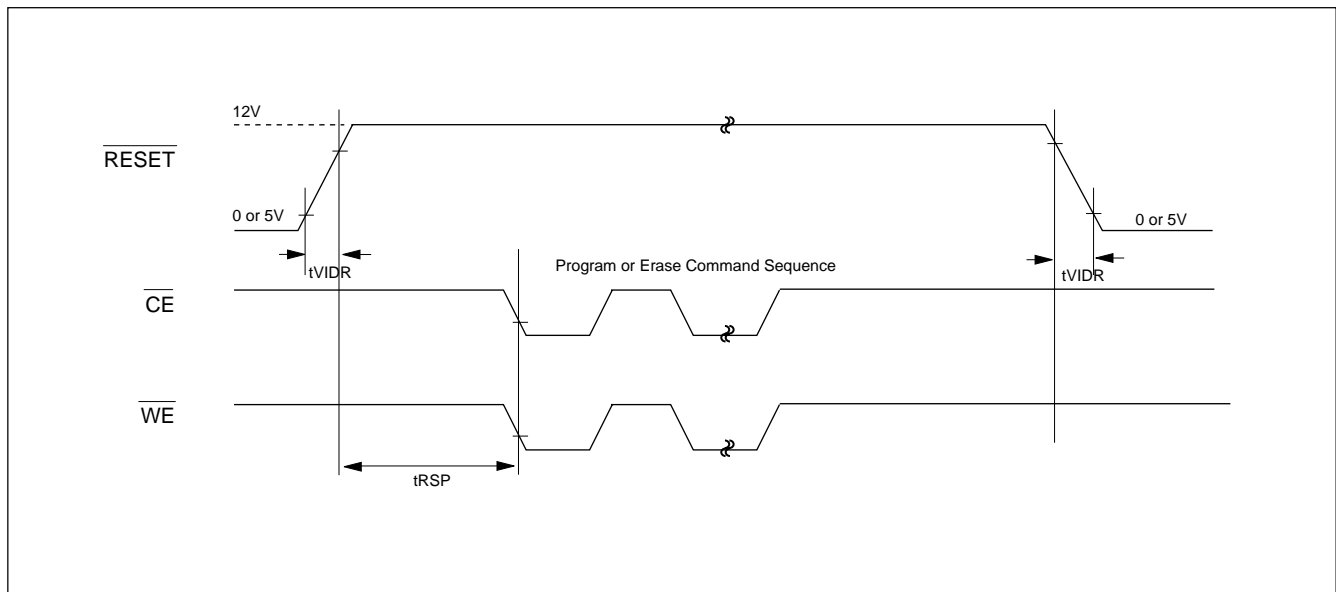 12V
RESET
0 or 5V
0 or 5V
tVIDR
tVIDR
Program or Erase Command Sequence
CE
WE
tRSP